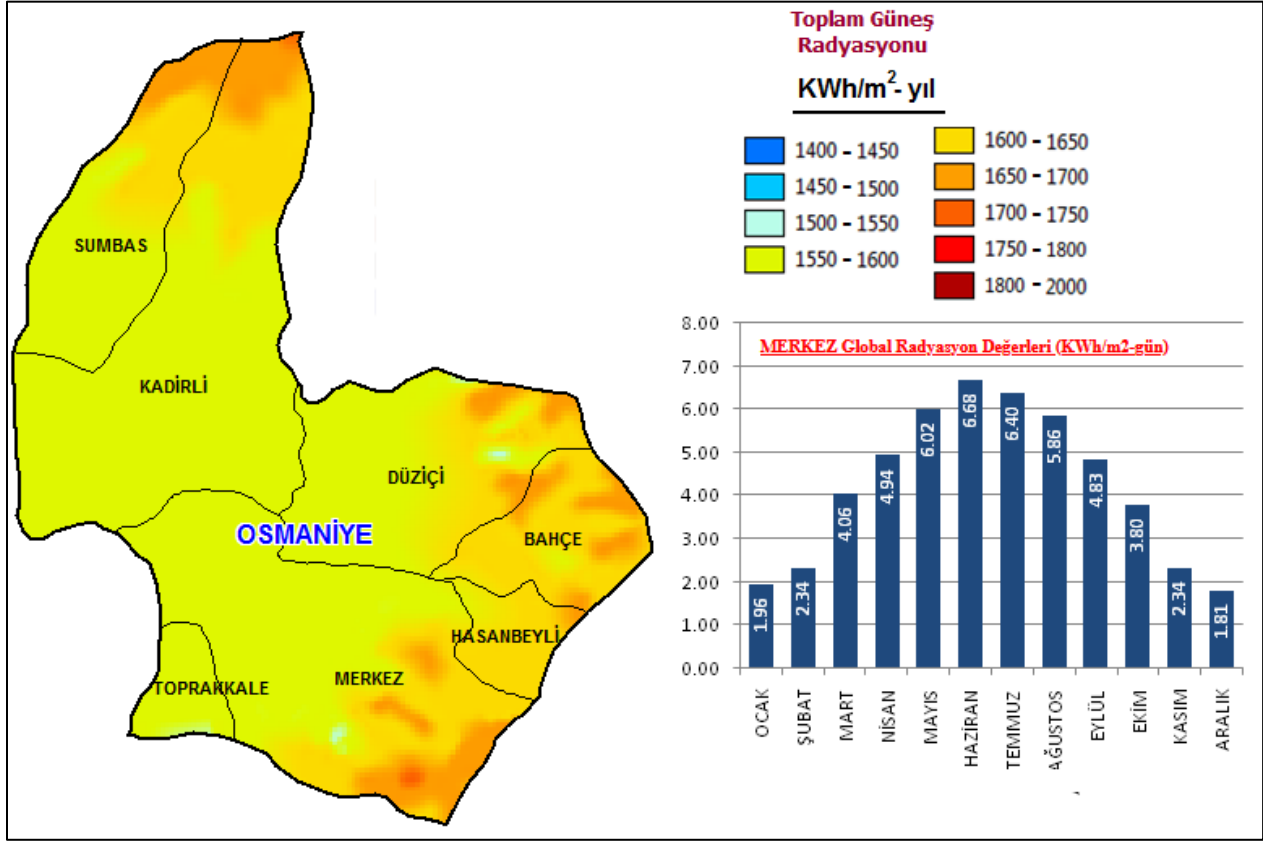 Toplam Güneş
Radyasyonu
KWh/m²- yıl
1400 - 1450
1450 - 1500
1500 - 1550
1550 - 1600
1600 - 1650
1650 - 1700
1700 - 1750
1750 - 1800
1800 - 2000
SUMBAS
KADİRLİ
DÜZİÇİ
OSMANİYE
BAHÇE
HASANBEYLİ
MERKEZ
TOPRAKKALE
MERKEZ Global Radyasyon Değerleri (KWh/m2-gün)
8.00
7.00
6.00
5.00
4.00
3.00
2.00
1.00
0.00
1.96
2.34
4.06
4.94
6.02
6.68
6.40
5.86
4.83
3.80
2.34
1.81
OCAK
ŞUBAT
MART
NİSAN
MAYIS
HAZİRAN
TEMMUZ
AĞUSTOS
EYLÜL
EKİM
KASIM
ARALIK